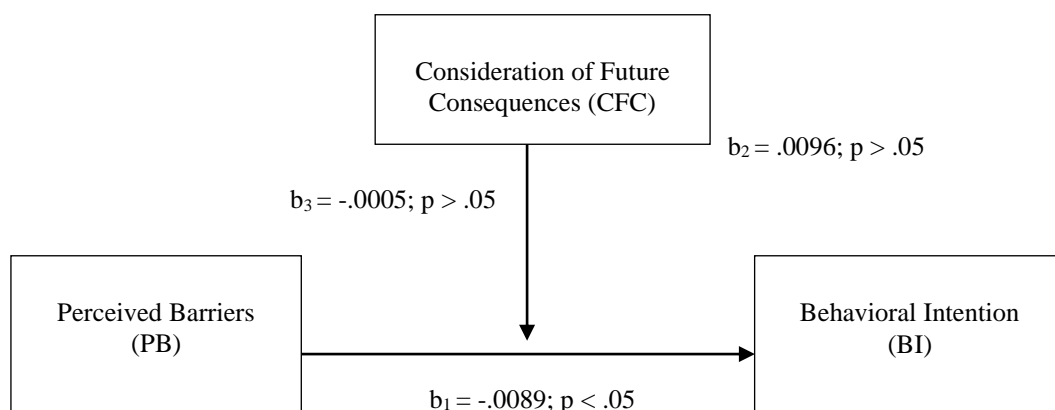 Consideration of Future
Consequences (CFC)
b₂ = .0096; p > .05
b₃ = -.0005; p > .05
Perceived Barriers
(PB)
Behavioral Intention
(BI)
b₁ = -.0089; p < .05